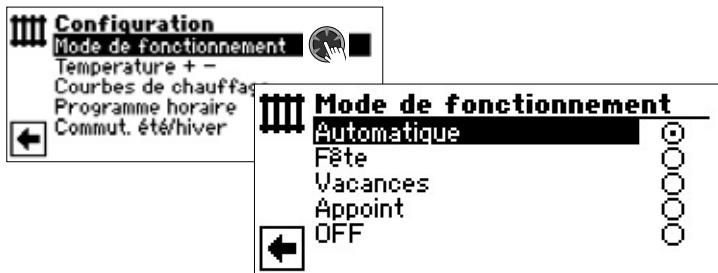 Configuration
Mode de fonctionnement
Temperature + -
Courbes de chauffage
Programme horaire
Commut. été/hiver
Mode de fonctionnement
Automatique
Fête
Vacances
Appoint
OFF